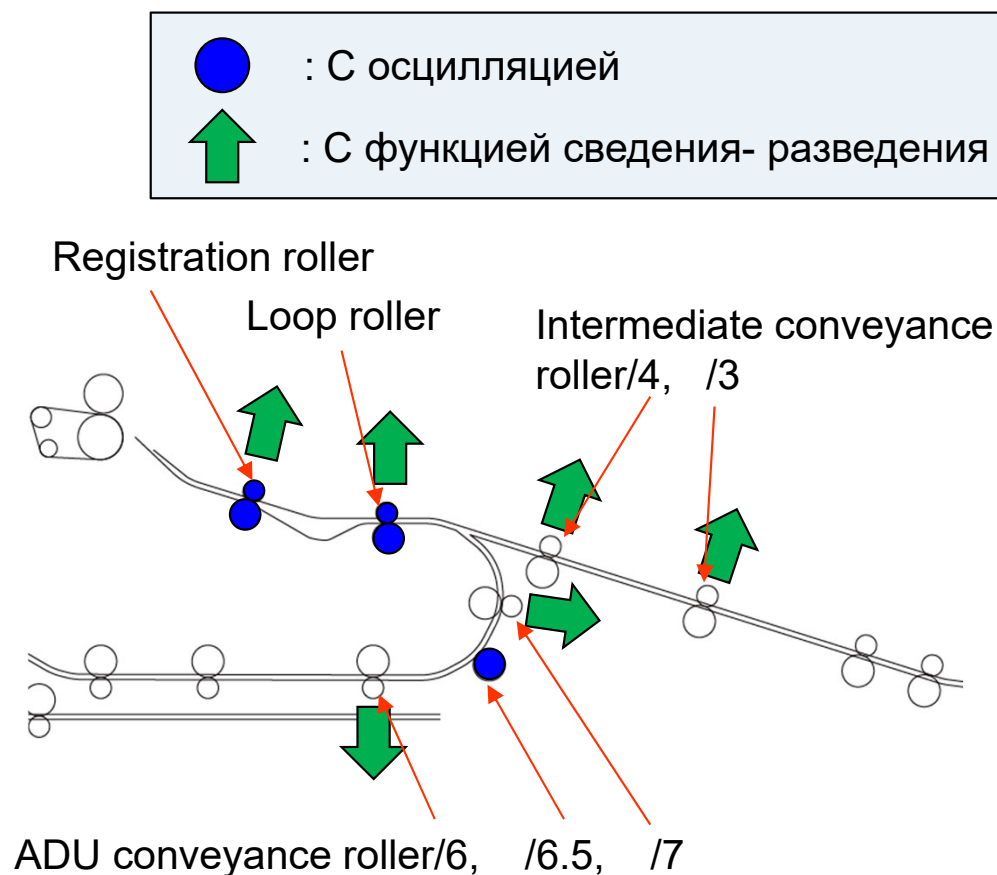 : С осцилляцией
: С функцией сведения- разведения
Registration roller
Loop roller
Intermediate conveyance
roller/4, /3
ADU conveyance roller/6, /6.5, /7